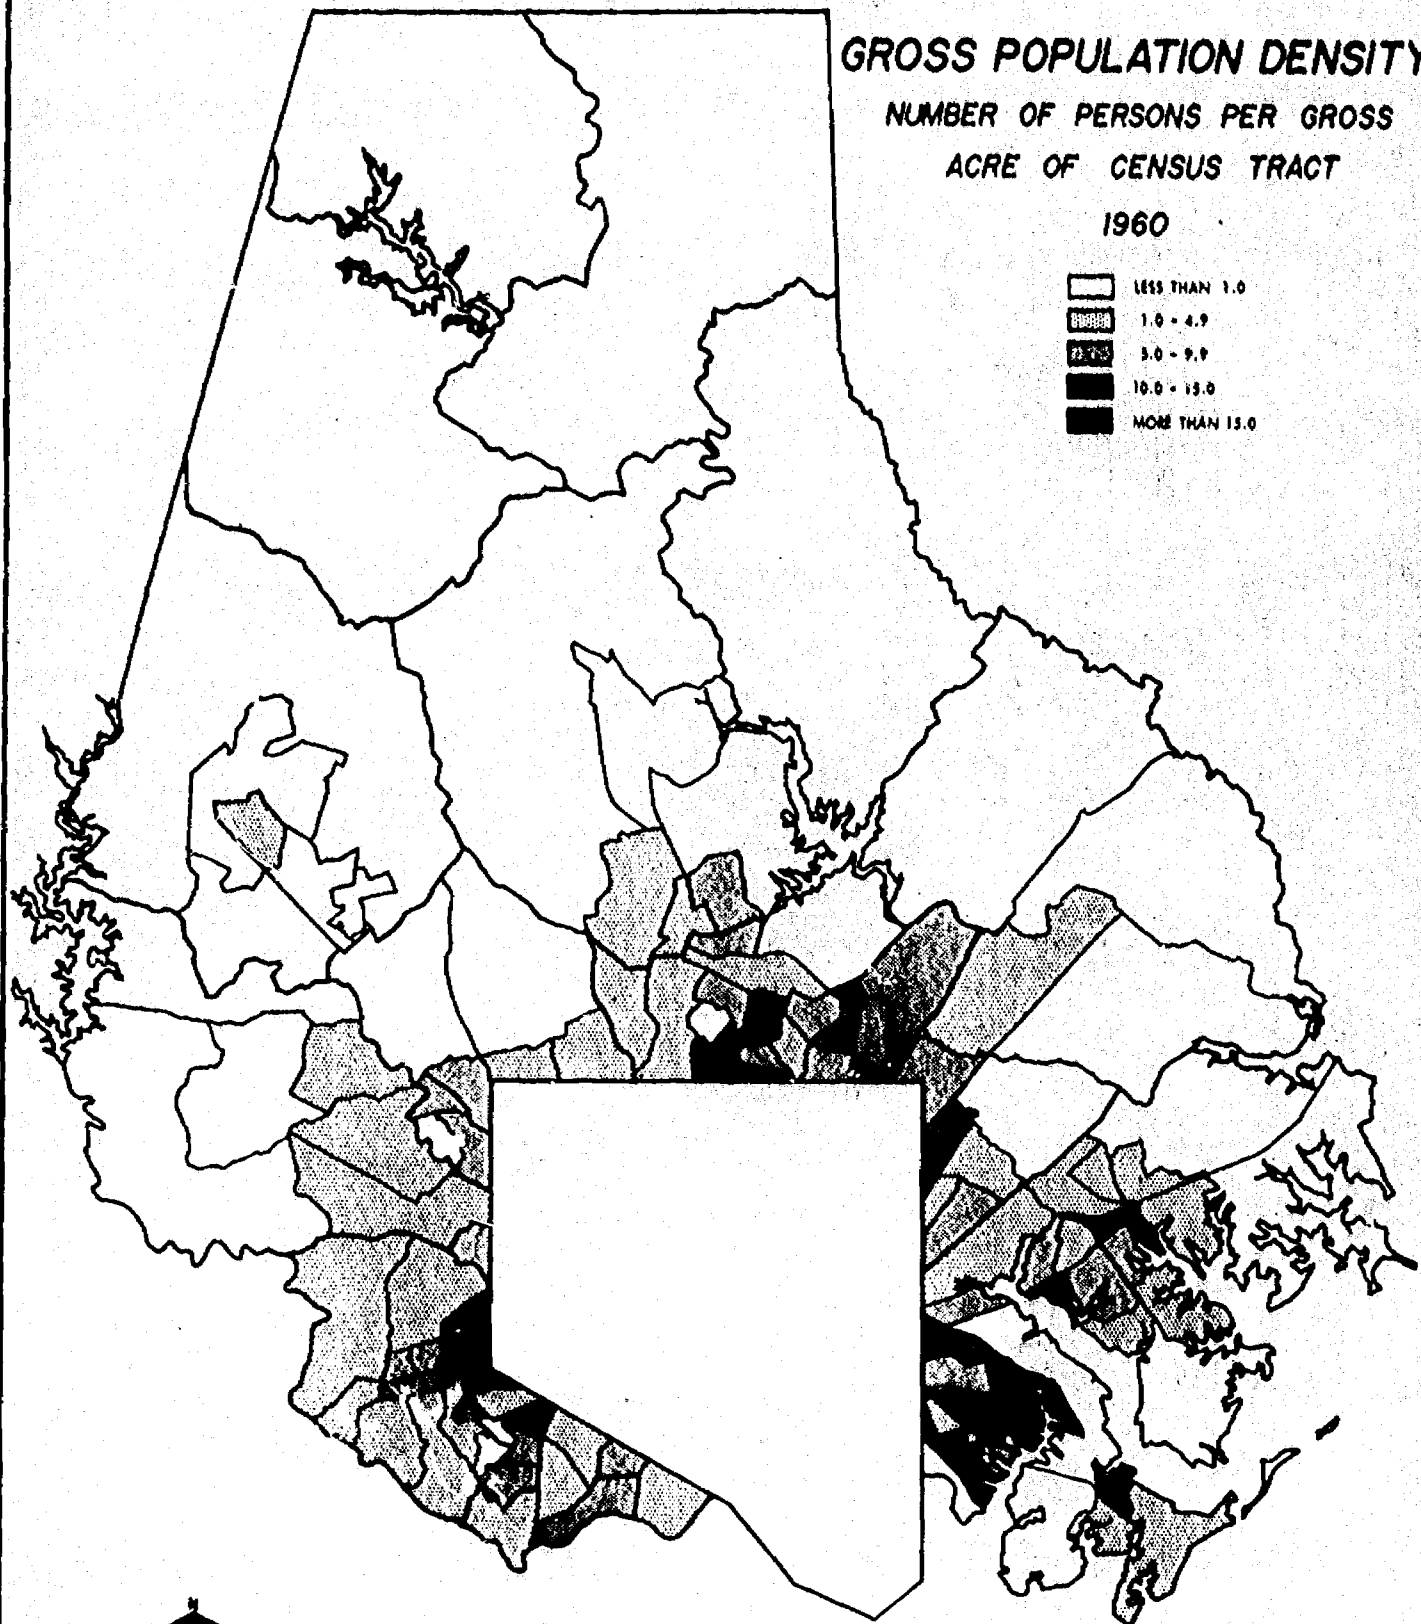 GROSS POPULATION DENSITY
NUMBER OF PERSONS PER GROSS
ACRE OF CENSUS TRACT
1960
LESS THAN 1.0
1.0 - 4.9
5.0 - 9.9
10.0 - 15.0
MORE THAN 15.0
N